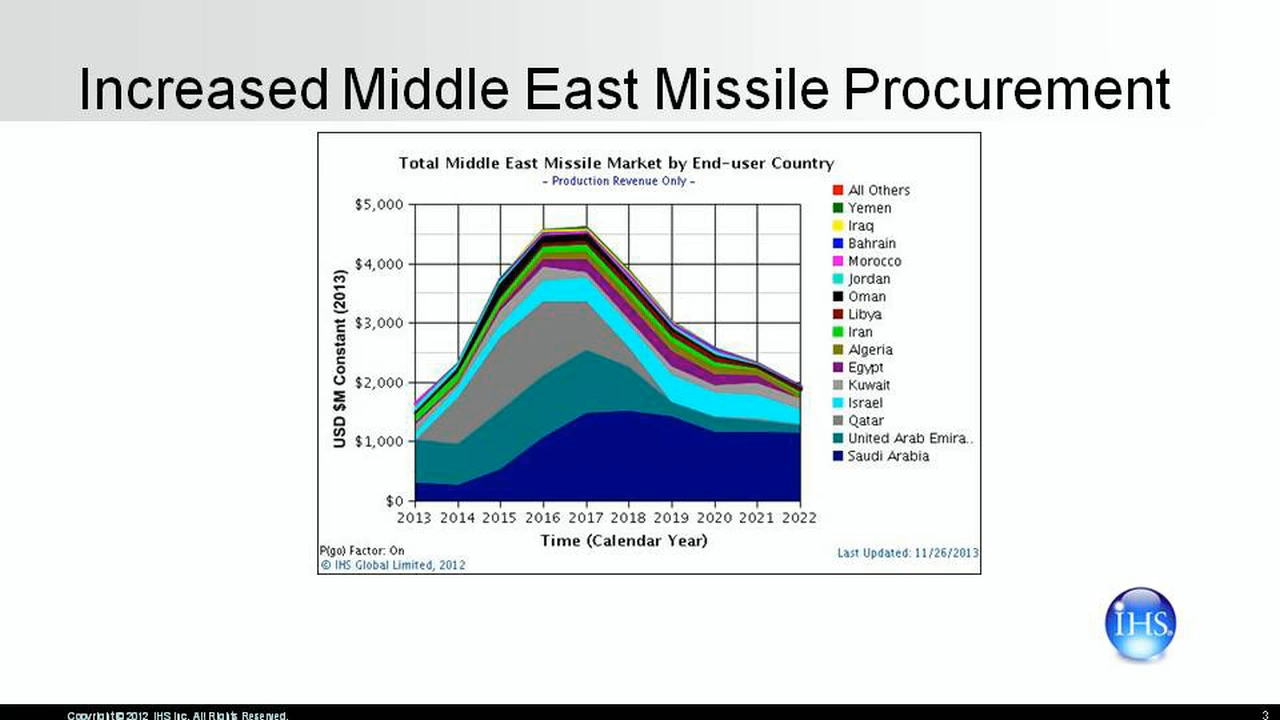 Increased Middle East Missile Procurement
Total Middle East Missile Market by End-user Country
- Production Revenue Only -
$5,000
$4,000
$3,000
$2,000
$1,000
$0
USD $M Constant (2013)
2013 2014 2015 2016 2017 2018 2019 2020 2021 2022
Time (Calendar Year)
All Others
Yemen
Iraq
Bahrain
Morocco
Jordan
Oman
Libya
Iran
Algeria
Egypt
Kuwait
Israel
Qatar
United Arab Emira..
Saudi Arabia
P(go) Factor: On
© IHS Global Limited, 2012
Last Updated: 11/26/2013
IHS
Copyright © 2012 IHS Inc. All Rights Reserved.
3